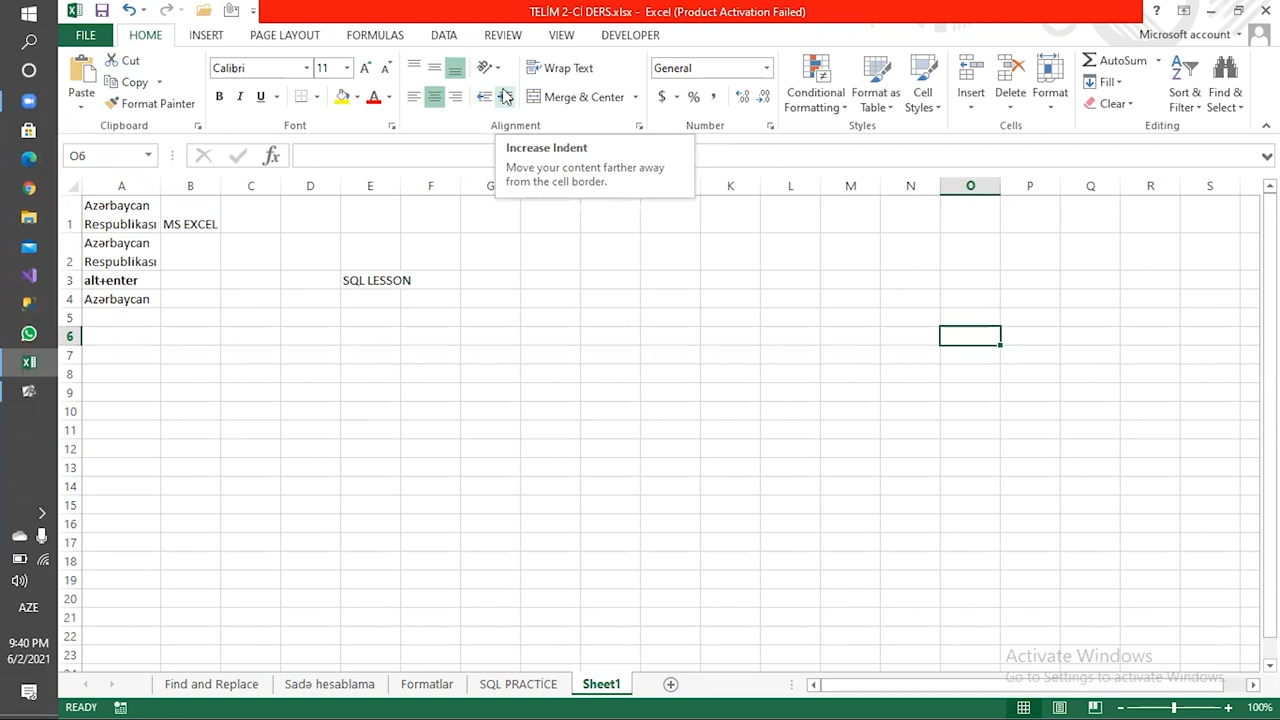 TELİM 2-Cİ DERS.xlsx - Excel (Product Activation Failed)
FILE HOME INSERT PAGE LAYOUT FORMULAS DATA REVIEW VIEW DEVELOPER Microsoft account
Paste
Cut
Copy
Format Painter
Clipboard
Calibri 11
B I U A
Font
Wrap Text
Merge & Center
Alignment
General
$ % ,
Number
Conditional Formatting
Format as Table
Cell Styles
Styles
Insert Delete Format
Cells
AutoSum
Fill
Clear
Sort & Filter
Find & Select
Editing
O6
fx
Increase Indent
Move your content farther away
from the cell border.
A B C D E F G K L M N O P Q R S
Azərbaycan
1 Respublikası MS EXCEL
Azərbaycan
2 Respublikası
3 alt+enter SQL LESSON
4 Azərbaycan
5
6
7
8
9
10
11
12
13
14
15
16
17
18
19
20
21
22
23
AZE
9:40 PM
6/2/2021
Activate Windows
Go to Settings to activate Windows.
Find and Replace Sadə hesablama Formatlar SQL PRACTİCE Sheet1
READY 100%